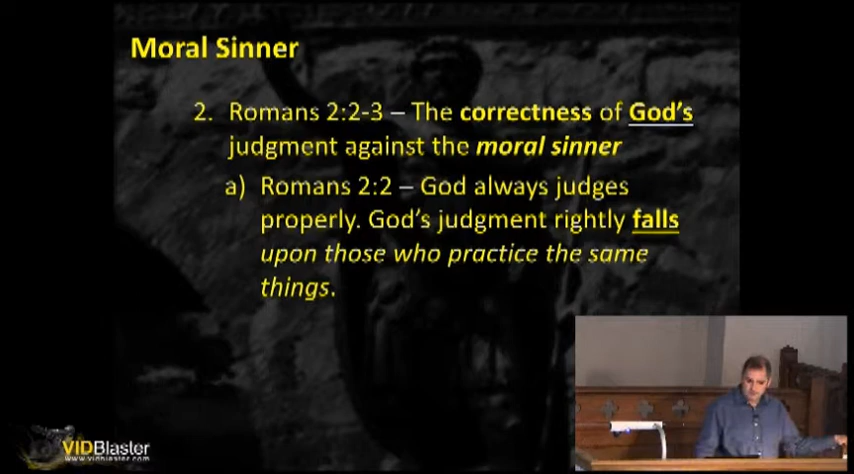 Moral Sinner
2. Romans 2:2-3 – The correctness of God's
judgment against the moral sinner
a) Romans 2:2 – God always judges
properly. God's judgment rightly falls
upon those who practice the same
things.
VIDBlaster
www.vidblaster.com